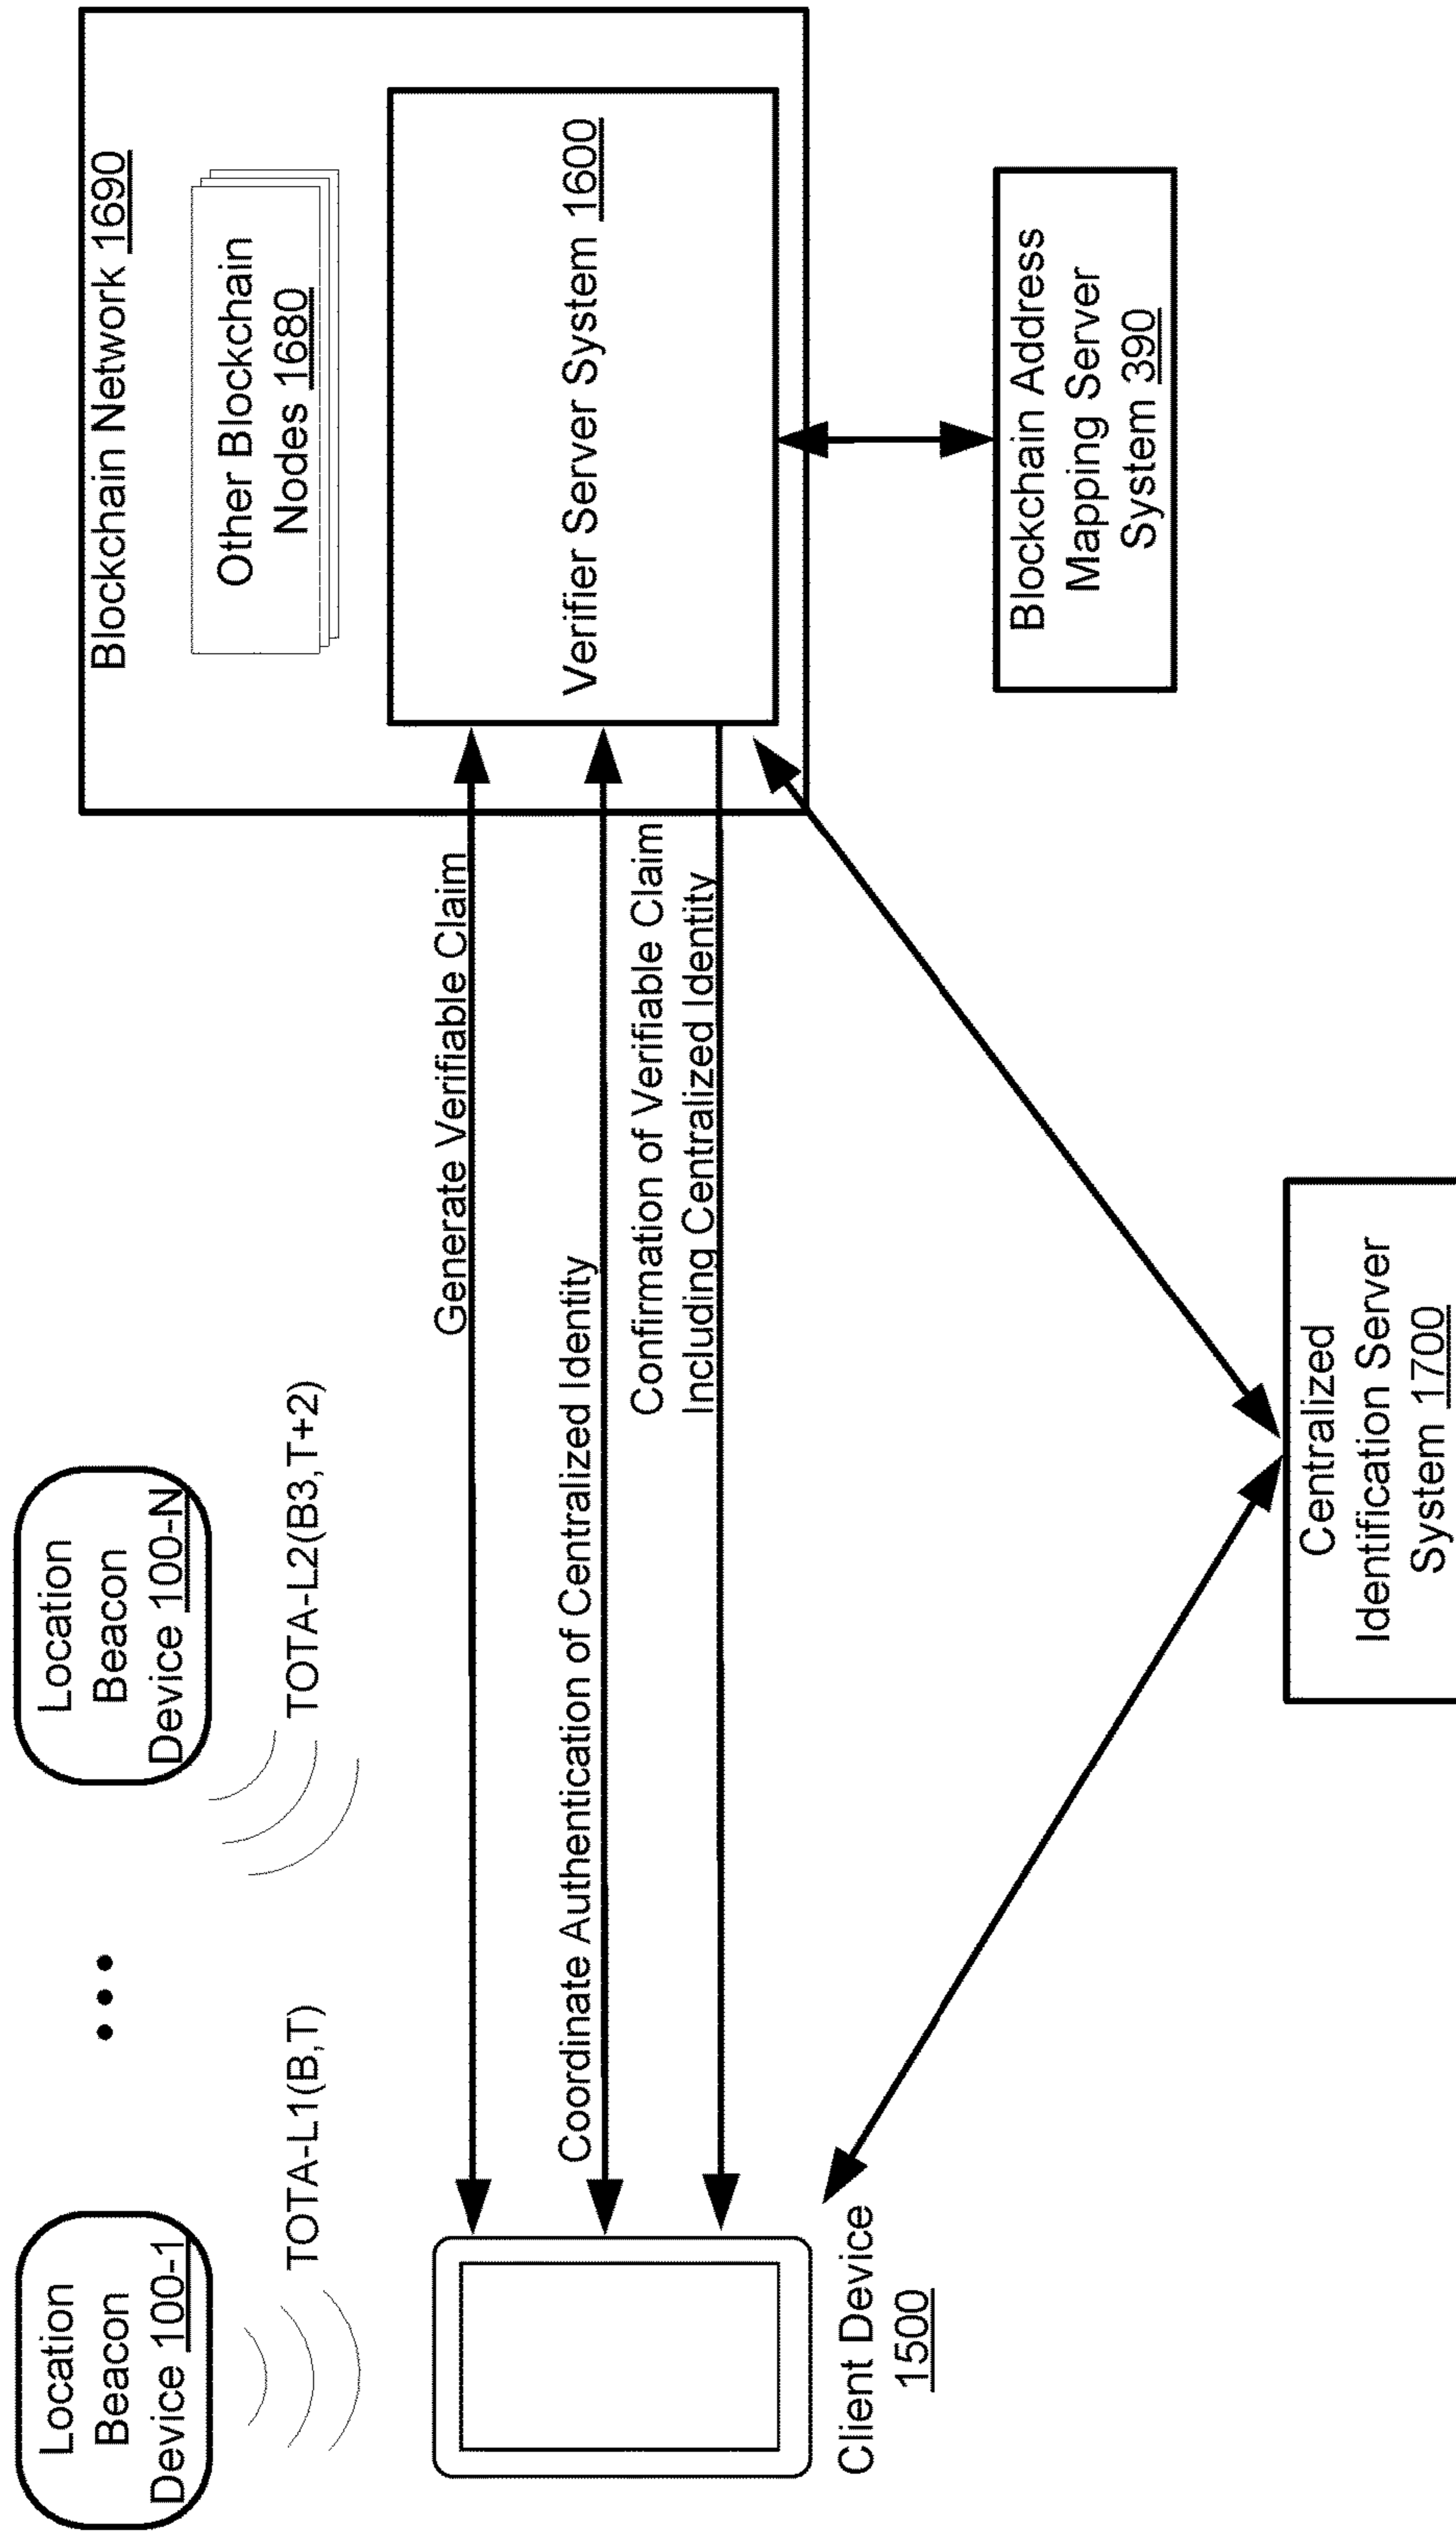 Location
Beacon
Device 100-1
Location
Beacon
Device 100-N
TOTA-L1(B,T)
TOTA-L2(B3,T+2)
Blockchain Network 1690
Other Blockchain
Nodes 1680
Verifier Server System 1600
Generate Verifiable Claim
Coordinate Authentication of Centralized Identity
Confirmation of Verifiable Claim
Including Centralized Identity
Client Device
1500
Blockchain Address
Mapping Server
System 390
Centralized
Identification Server
System 1700